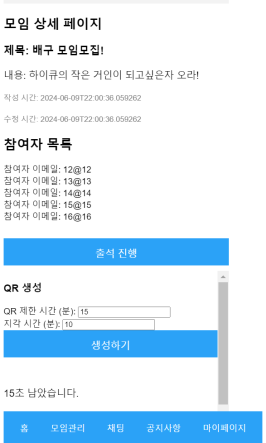 모임 상세 페이지
제목: 배구 모임모집!
내용: 하이큐의 작은 거인이 되고싶은자 오라!
작성 시간: 2024-06-09T22:00:36.059262
수정 시간: 2024-06-09T22:00:36.059262
참여자 목록
참여자 이메일: 12@12
참여자 이메일: 13@13
참여자 이메일: 14@14
참여자 이메일: 15@15
참여자 이메일: 16@16
출석 진행
QR 생성
QR 제한 시간 (분): 15
지각 시간 (분): 10
생성하기
15초 남았습니다.
홈 모임관리 채팅 공지사항 마이페이지